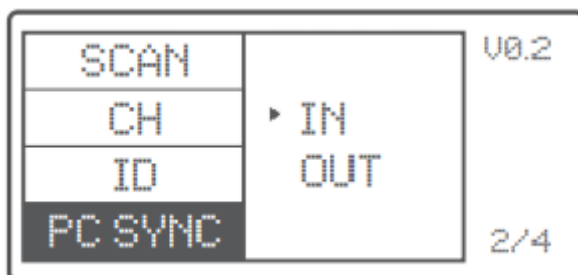 SCAN
CH
ID
PC SYNC
IN
OUT
V0.2
2/4